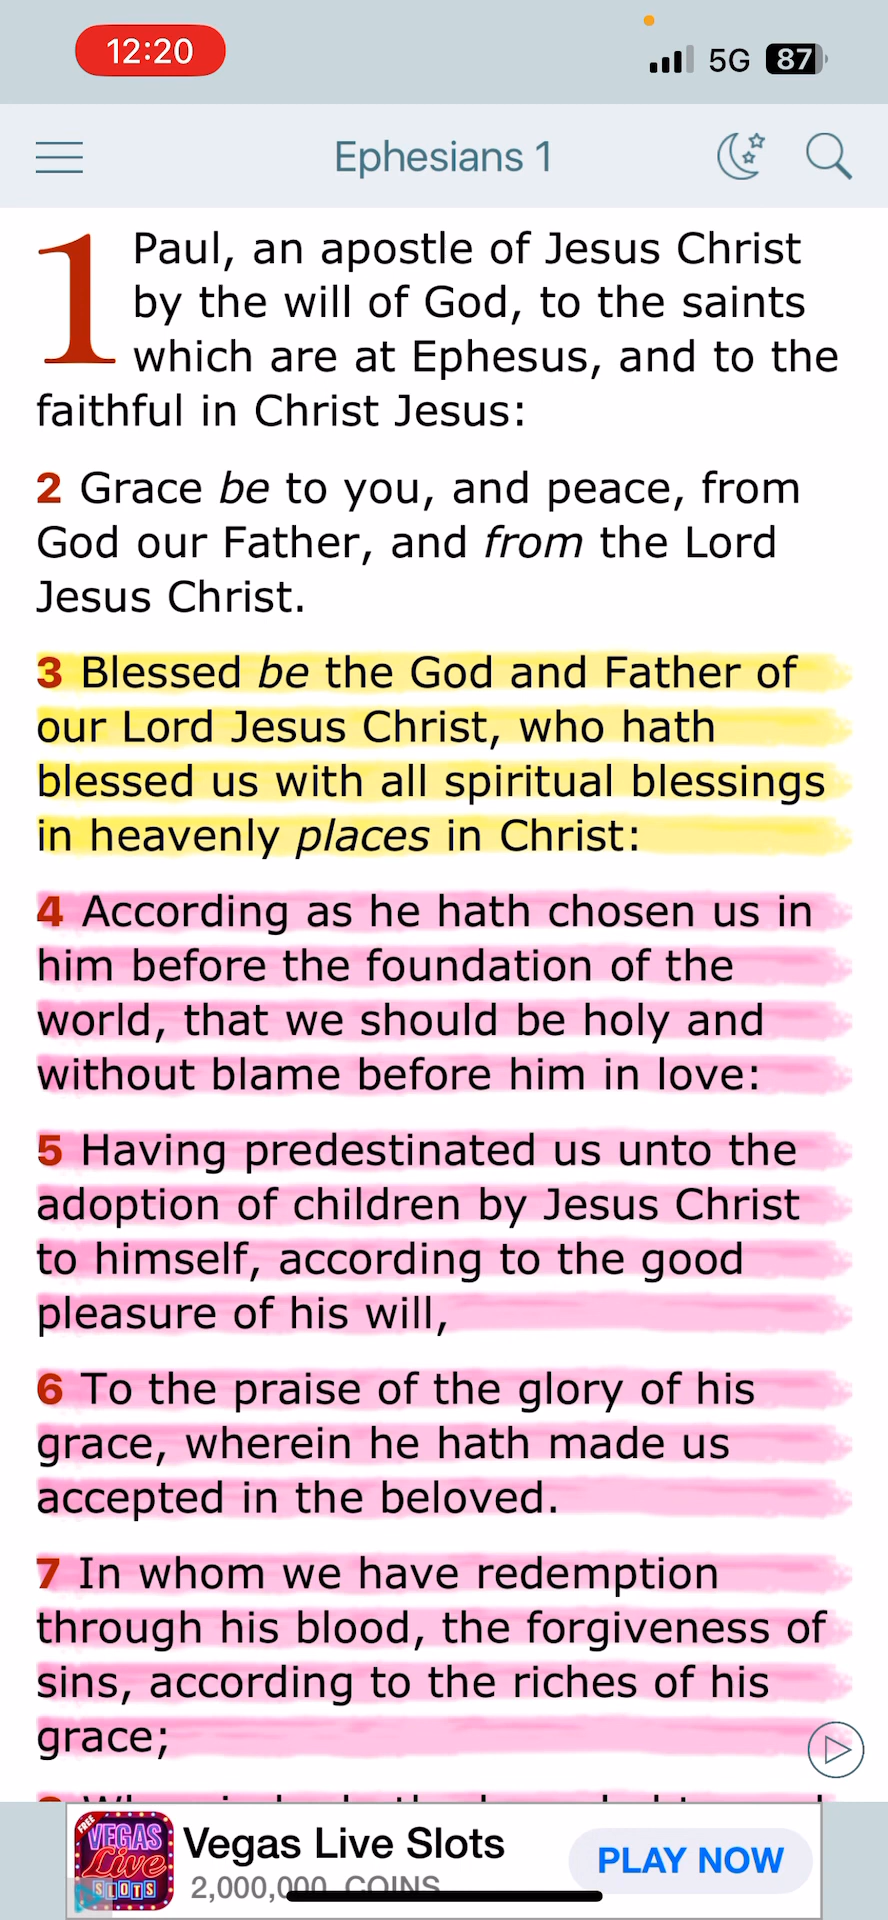 12:20
5G 87
Ephesians 1
1 Paul, an apostle of Jesus Christ
by the will of God, to the saints
which are at Ephesus, and to the
faithful in Christ Jesus:
2 Grace be to you, and peace, from
God our Father, and from the Lord
Jesus Christ.
3 Blessed be the God and Father of
our Lord Jesus Christ, who hath
blessed us with all spiritual blessings
in heavenly places in Christ:
4 According as he hath chosen us in
him before the foundation of the
world, that we should be holy and
without blame before him in love:
5 Having predestinated us unto the
adoption of children by Jesus Christ
to himself, according to the good
pleasure of his will,
6 To the praise of the glory of his
grace, wherein he hath made us
accepted in the beloved.
7 In whom we have redemption
through his blood, the forgiveness of
sins, according to the riches of his
grace;
FREE
VEGAS
Live
SLOTS
Vegas Live Slots
2,000,000 COINS
PLAY NOW